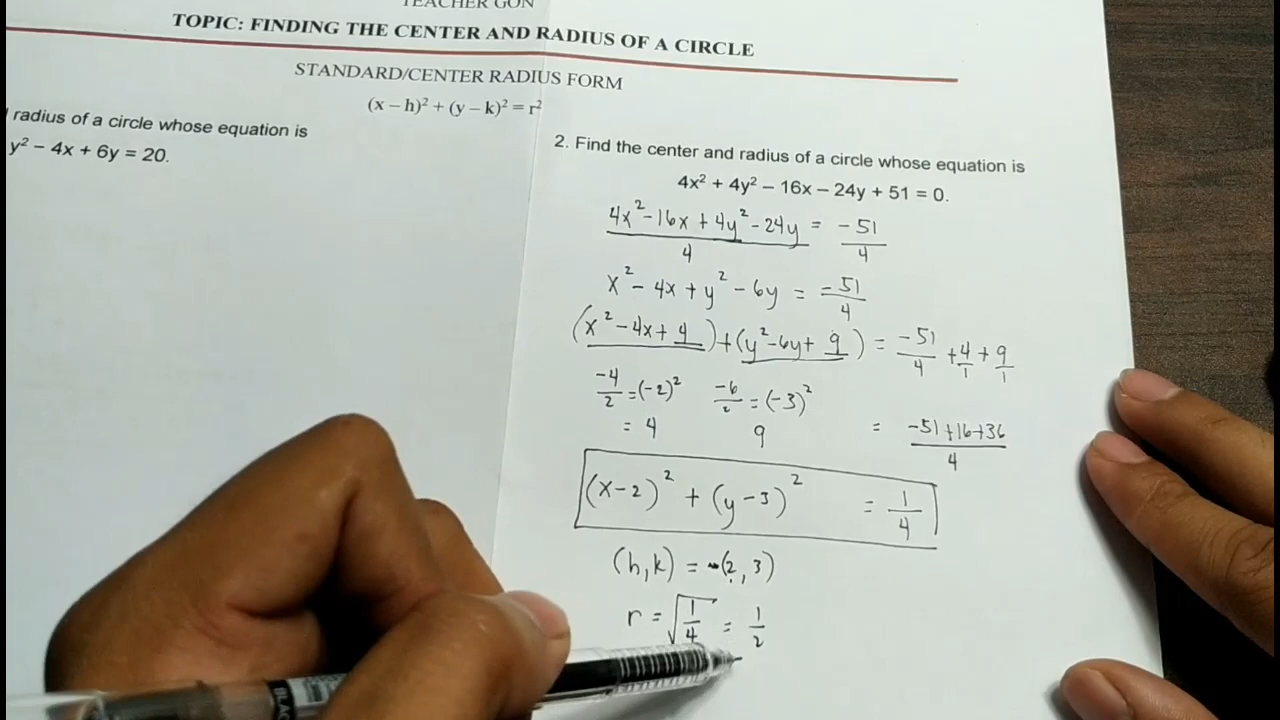 TEACHER GON
TOPIC: FINDING THE CENTER AND RADIUS OF A CIRCLE
STANDARD/CENTER RADIUS FORM
(x – h)² + (y – k)² = r²
radius of a circle whose equation is
y² – 4x + 6y = 20.
2. Find the center and radius of a circle whose equation is
4x² + 4y² – 16x – 24y + 51 = 0.
4x² - 16x + 4y² - 24y = -51
4 4
x² - 4x + y² - 6y = -51
4
(x² - 4x + 4) + (y² - 6y + 9) = -51/4 + 4/1 + 9/1
-4/2 = (-2)² -6/2 = (-3)²
= 4 9 = -51+16+36
4
(x-2)² + (y-3)² = 1/4
(h,k) = (2, 3)
r = √1/4 = 1/2
BLAC